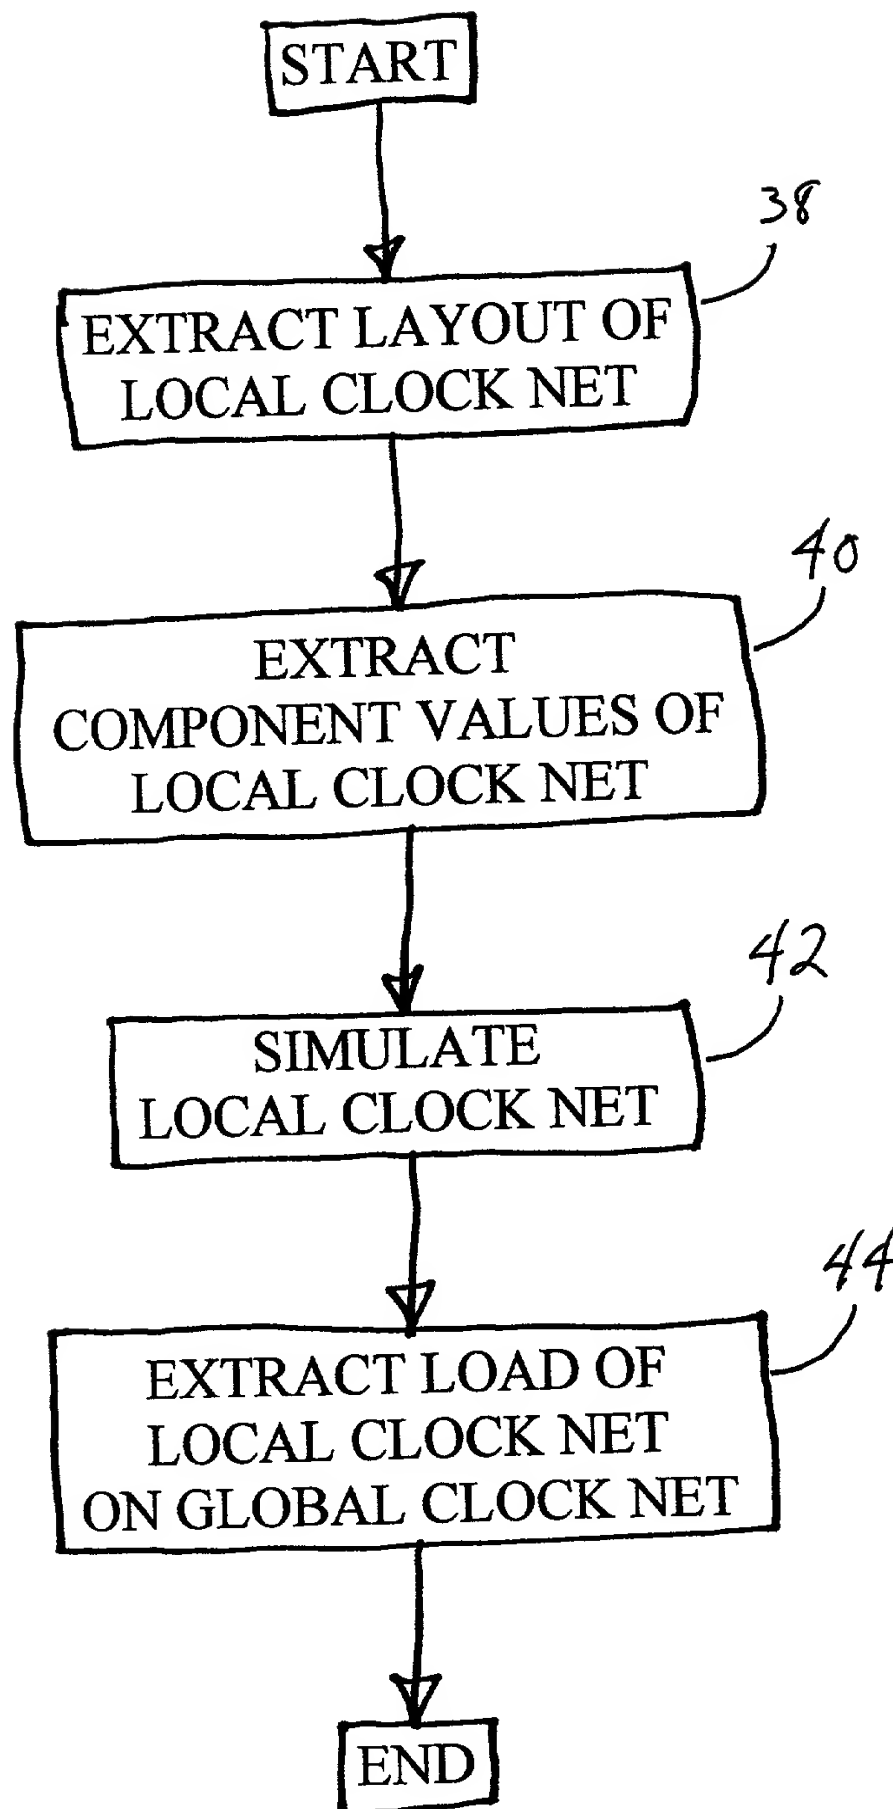 START
38
EXTRACT LAYOUT OF
LOCAL CLOCK NET
40
EXTRACT
COMPONENT VALUES OF
LOCAL CLOCK NET
42
SIMULATE
LOCAL CLOCK NET
44
EXTRACT LOAD OF
LOCAL CLOCK NET
ON GLOBAL CLOCK NET
END